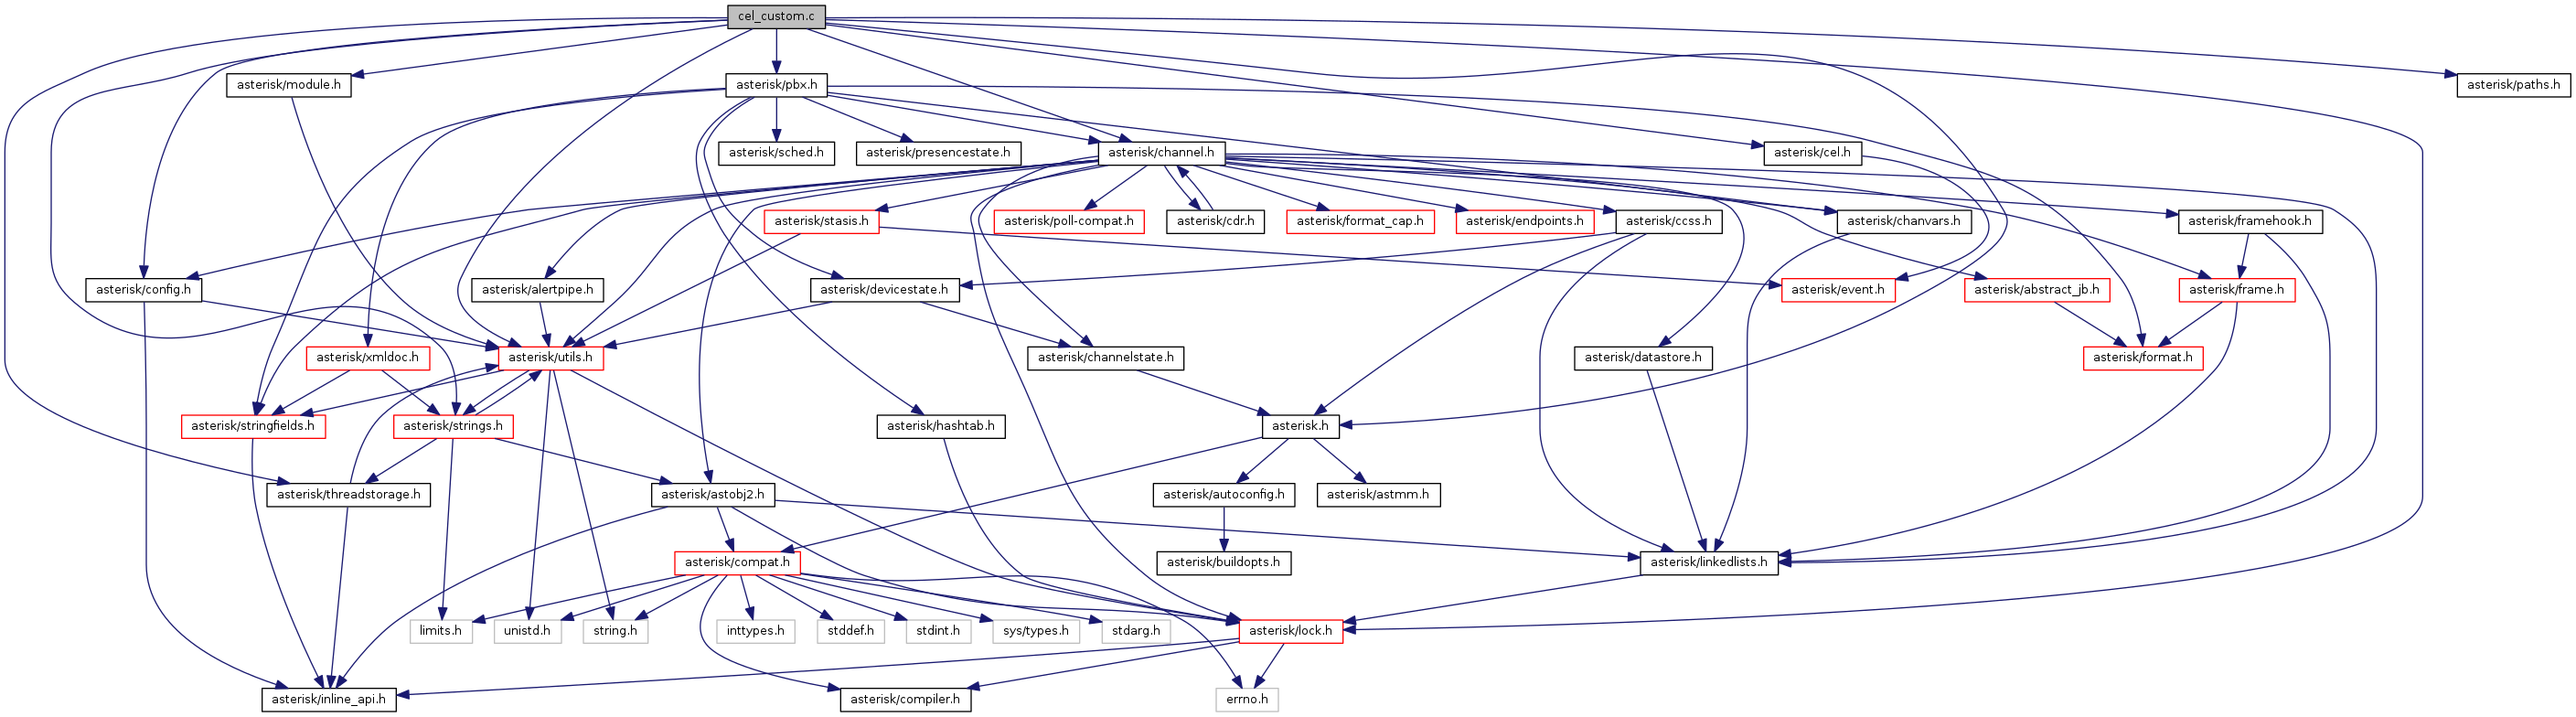 cel_custom.c
asterisk/module.h
asterisk/pbx.h
asterisk/paths.h
asterisk/sched.h
asterisk/presencestate.h
asterisk/channel.h
asterisk/cel.h
asterisk/stasis.h
asterisk/poll-compat.h
asterisk/cdr.h
asterisk/format_cap.h
asterisk/endpoints.h
asterisk/ccss.h
asterisk/chanvars.h
asterisk/framehook.h
asterisk/config.h
asterisk/alertpipe.h
asterisk/devicestate.h
asterisk/event.h
asterisk/abstract_jb.h
asterisk/frame.h
asterisk/xmldoc.h
asterisk/utils.h
asterisk/channelstate.h
asterisk/datastore.h
asterisk/format.h
asterisk/stringfields.h
asterisk/strings.h
asterisk/hashtab.h
asterisk.h
asterisk/threadstorage.h
asterisk/astobj2.h
asterisk/autoconfig.h
asterisk/astmm.h
asterisk/compat.h
asterisk/buildopts.h
asterisk/linkedlists.h
limits.h
unistd.h
string.h
inttypes.h
stddef.h
stdint.h
sys/types.h
stdarg.h
asterisk/lock.h
asterisk/inline_api.h
asterisk/compiler.h
errno.h